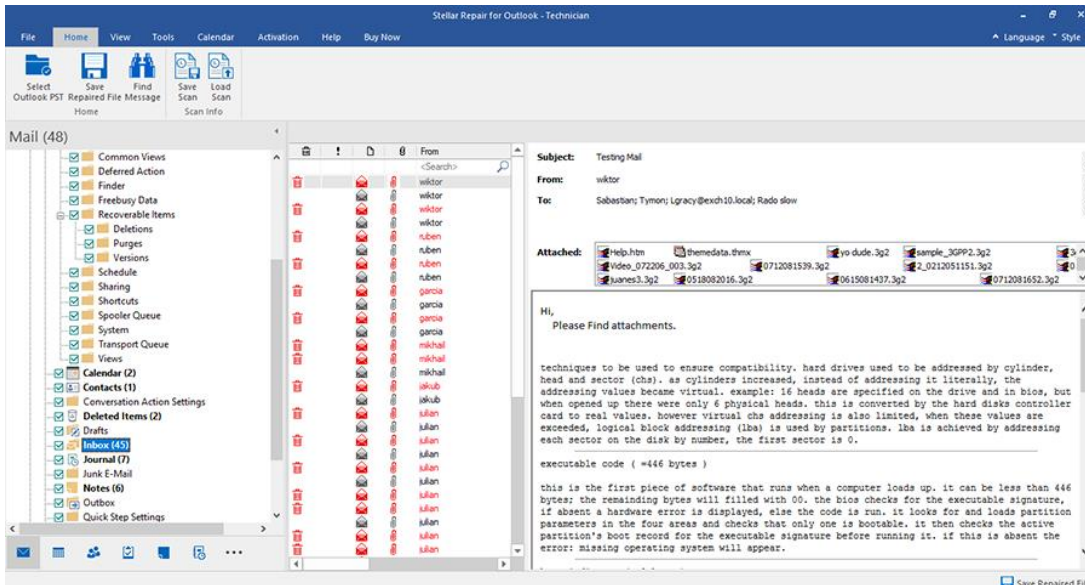 Stellar Repair for Outlook - Technician
File Home View Tools Calendar Activation Help Buy Now
Language Style
Select Outlook PST
Save Repaired File
Find Message
Save Scan
Load Scan
Home
Scan Info
Mail (48)
Common Views
Deferred Action
Finder
Freebusy Data
Recoverable Items
Deletions
Purges
Versions
Schedule
Sharing
Shortcuts
Spooler Queue
System
Transport Queue
Views
Calendar (2)
Contacts (1)
Conversation Action Settings
Deleted Items (2)
Drafts
Inbox (45)
Journal (7)
Junk E-Mail
Notes (6)
Outbox
Quick Step Settings
From
<Search>
wiktor
wiktor
wiktor
wiktor
ruben
ruben
ruben
ruben
garcia
garcia
garcia
garcia
mikhail
mikhail
mikhail
jakub
jakub
julian
julian
julian
julian
julian
julian
julian
julian
julian
julian
julian
Subject: Testing Mail
From: wiktor
To: Sabastian; Tymon; Lgracy@exch10.local; Rado slow
Attached:
Help.htm themedata.thmx yo dude.3g2 sample_3GPP2.3g2
Video_072206_003.3g2 0712081539.3g2 2_0212051151.3g2
juanes3.3g2 0518082016.3g2 0615081437.3g2 0712081652.3g2
Hi,
Please Find attachments.
techniques to be used to ensure compatibility. hard drives used to be addressed by cylinder,
head and sector (chs). as cylinders increased, instead of addressing it literally, the
addressing values became virtual. example: 16 heads are specified on the drive and in bios, but
when opened up there were only 6 physical heads. this is converted by the hard disks controller
card to real values. however virtual chs addressing is also limited, when these values are
exceeded, logical block addressing (lba) is used by partitions. lba is achieved by addressing
each sector on the disk by number, the first sector is 0.
executable code ( =446 bytes )
this is the first piece of software that runs when a computer loads up. it can be less than 446
bytes; the remaining bytes will filled with 00. the bios checks for the executable signature,
if absent a hardware error is displayed, else the code is run. it looks for and loads partition
parameters in the four areas and checks that only one is bootable. it then checks the active
partition's boot record for the executable signature before running it. if this is absent the
error: missing operating system will appear.
Save Repaired File